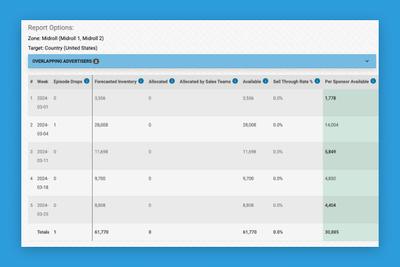 Report Options:
Zone: Midroll (Midroll 1, Midroll 2)
Target: Country (United States)
OVERLAPPING ADVERTISERS 2
# Week Episode Drops Forecasted Inventory Allocated Allocated by Sales Teams Available Sell Through Rate % Per Sponsor Available
1 2024-03-01 0 3,556 0 3,556 0.0% 1,778
2 2024-03-04 1 28,008 0 28,008 0.0% 14,004
3 2024-03-11 0 11,698 0 11,698 0.0% 5,849
4 2024-03-18 0 9,700 0 9,700 0.0% 4,850
5 2024-03-25 0 8,808 0 8,808 0.0% 4,404
Totals 1 61,770 0 61,770 0.0% 30,885